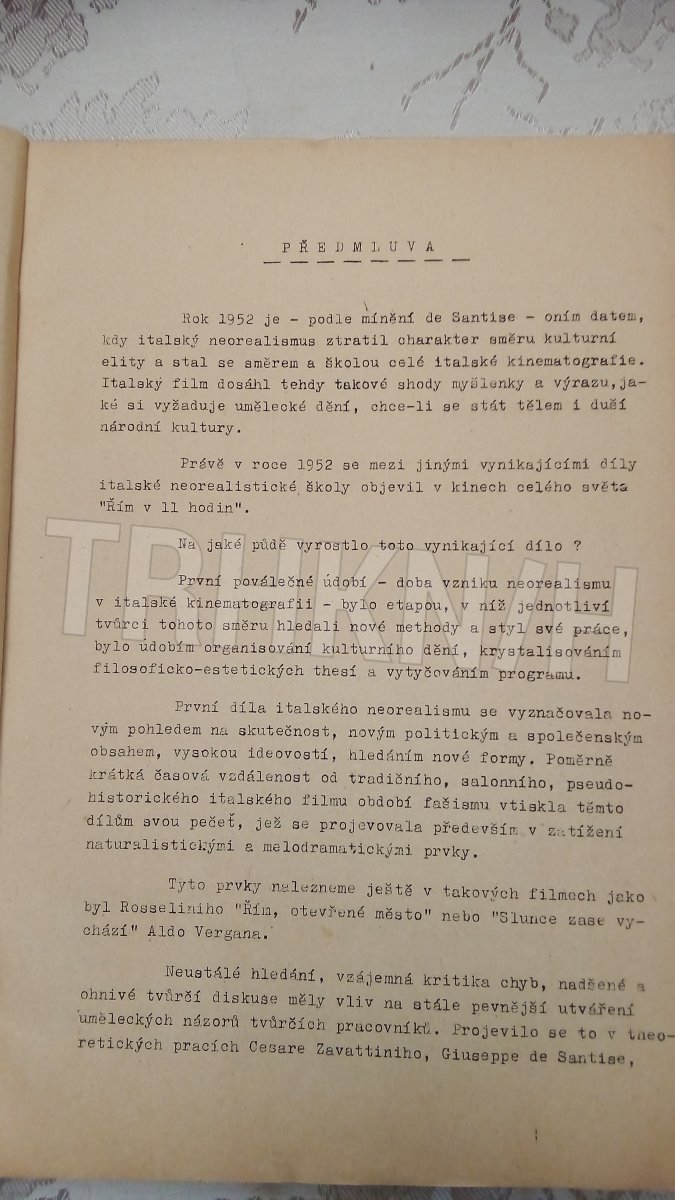 PŘEDMLUVA
Rok 1952 je - podle mínění de Santise - oním datem,
kdy italský neorealismus ztratil charakter směru kulturní
elity a stal se směrem a školou celé italské kinematografie.
Italský film dosáhl tehdy takové shody myšlenky a výrazu,ja-
ké si vyžaduje umělecké dění, chce-li se stát tělem i duší
národní kultury.
Právě v roce 1952 se mezi jinými vynikajícími díly
italské neorealistické školy objevil v kinech celého světa
"Řím v 11 hodin".
Na jaké půdě vyrostlo toto vynikající dílo ?
První poválečné údobí - doba vzniku neorealismu
v italské kinematografii - bylo etapou, v níž jednotliví
tvůrci tohoto směru hledali nové methody a styl své práce,
bylo údobím organisování kulturního dění, krystalisováním
filosoficko-estetických thesí a vytyčováním programu.
První díla italského neorealismu se vyznačovala no-
vým pohledem na skutečnost, novým politickým a společenským
obsahem, vysokou ideovostí, hledáním nové formy. Poměrně
krátká časová vzdálenost od tradičního, salonního, pseudo-
historického italského filmu období fašismu vtiskla těmto
dílům svou pečeť, jež se projevovala především v zatížení
naturalistickými a melodramatickými prvky.
Tyto prvky nalezneme ještě v takových filmech jako
byl Rosseliniho "Řím, otevřené město" nebo "Slunce zase vy-
chází" Aldo Vergana.
Neustálé hledání, vzájemná kritika chyb, nadšené a
ohnivé tvůrčí diskuse měly vliv na stále pevnější utváření
uměleckých názorů tvůrčích pracovníků. Projevilo se to v theo-
retických pracích Cesare Zavattiniho, Giuseppe de Santise,